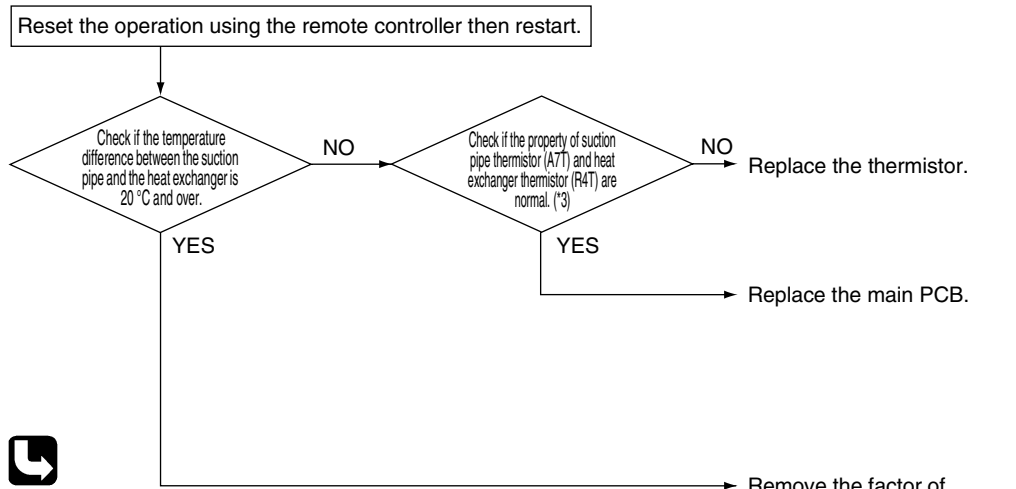 Reset the operation using the remote controller then restart.
Check if the temperature
difference between the suction
pipe and the heat exchanger is
20 °C and over.
NO
Check if the property of suction
pipe thermistor (A7T) and heat
exchanger thermistor (R4T) are
normal. (*3)
NO
Replace the thermistor.
YES
YES
Replace the main PCB.
Remove the factor of